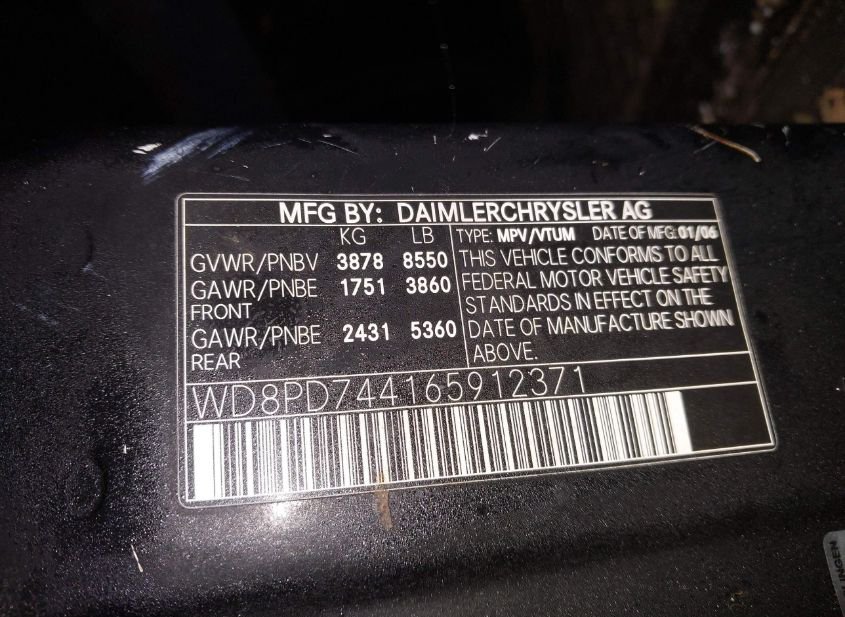 MFG BY: DAIMLERCHRYSLER AG
KG LB
GVWR/PNBV 3878 8550
GAWR/PNBE 1751 3860
FRONT
GAWR/PNBE 2431 5360
REAR
TYPE: MPV/VTUM DATE OF MFG: 01/06
THIS VEHICLE CONFORMS TO ALL
FEDERAL MOTOR VEHICLE SAFETY
STANDARDS IN EFFECT ON THE
DATE OF MANUFACTURE SHOWN
ABOVE.
WD8PD744165912371